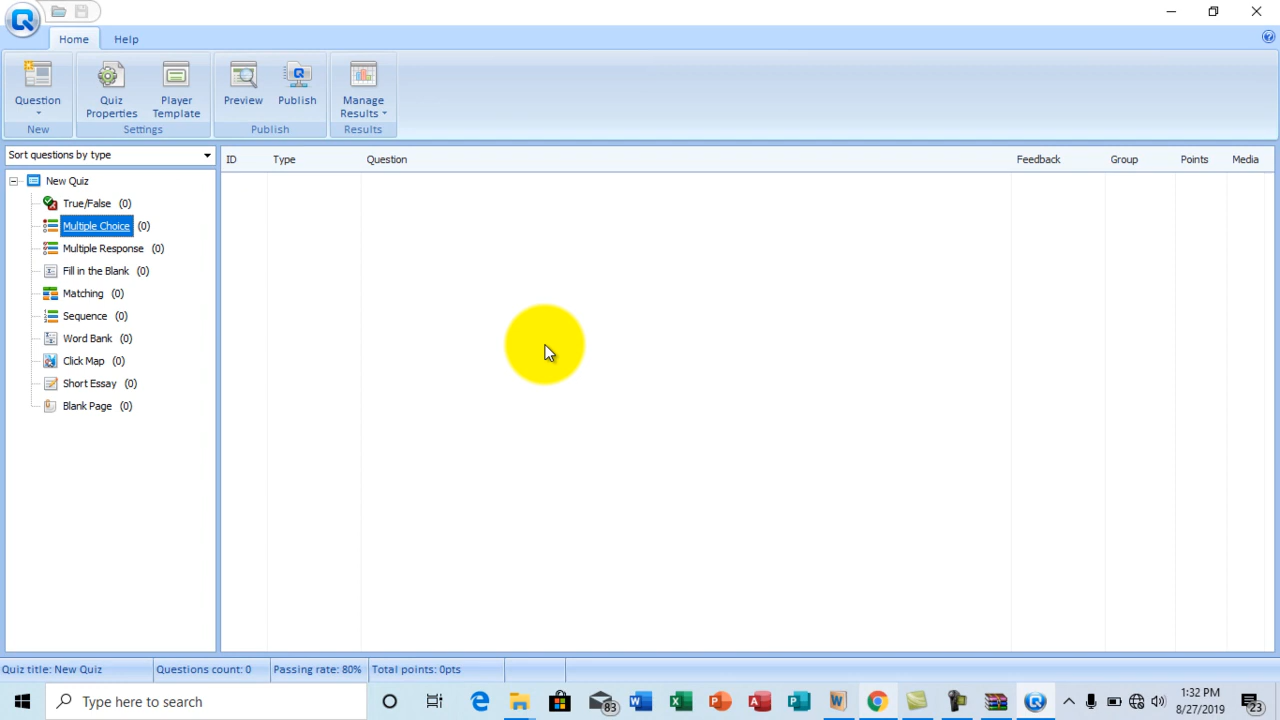 Home Help
Question Quiz Properties Player Template Preview Publish Manage Results
New Settings Publish Results
Sort questions by type
ID Type Question Feedback Group Points Media
New Quiz
True/False (0)
Multiple Choice (0)
Multiple Response (0)
Fill in the Blank (0)
Matching (0)
Sequence (0)
Word Bank (0)
Click Map (0)
Short Essay (0)
Blank Page (0)
Quiz title: New Quiz Questions count: 0 Passing rate: 80% Total points: 0pts
Type here to search 83 1:32 PM
8/27/2019 23